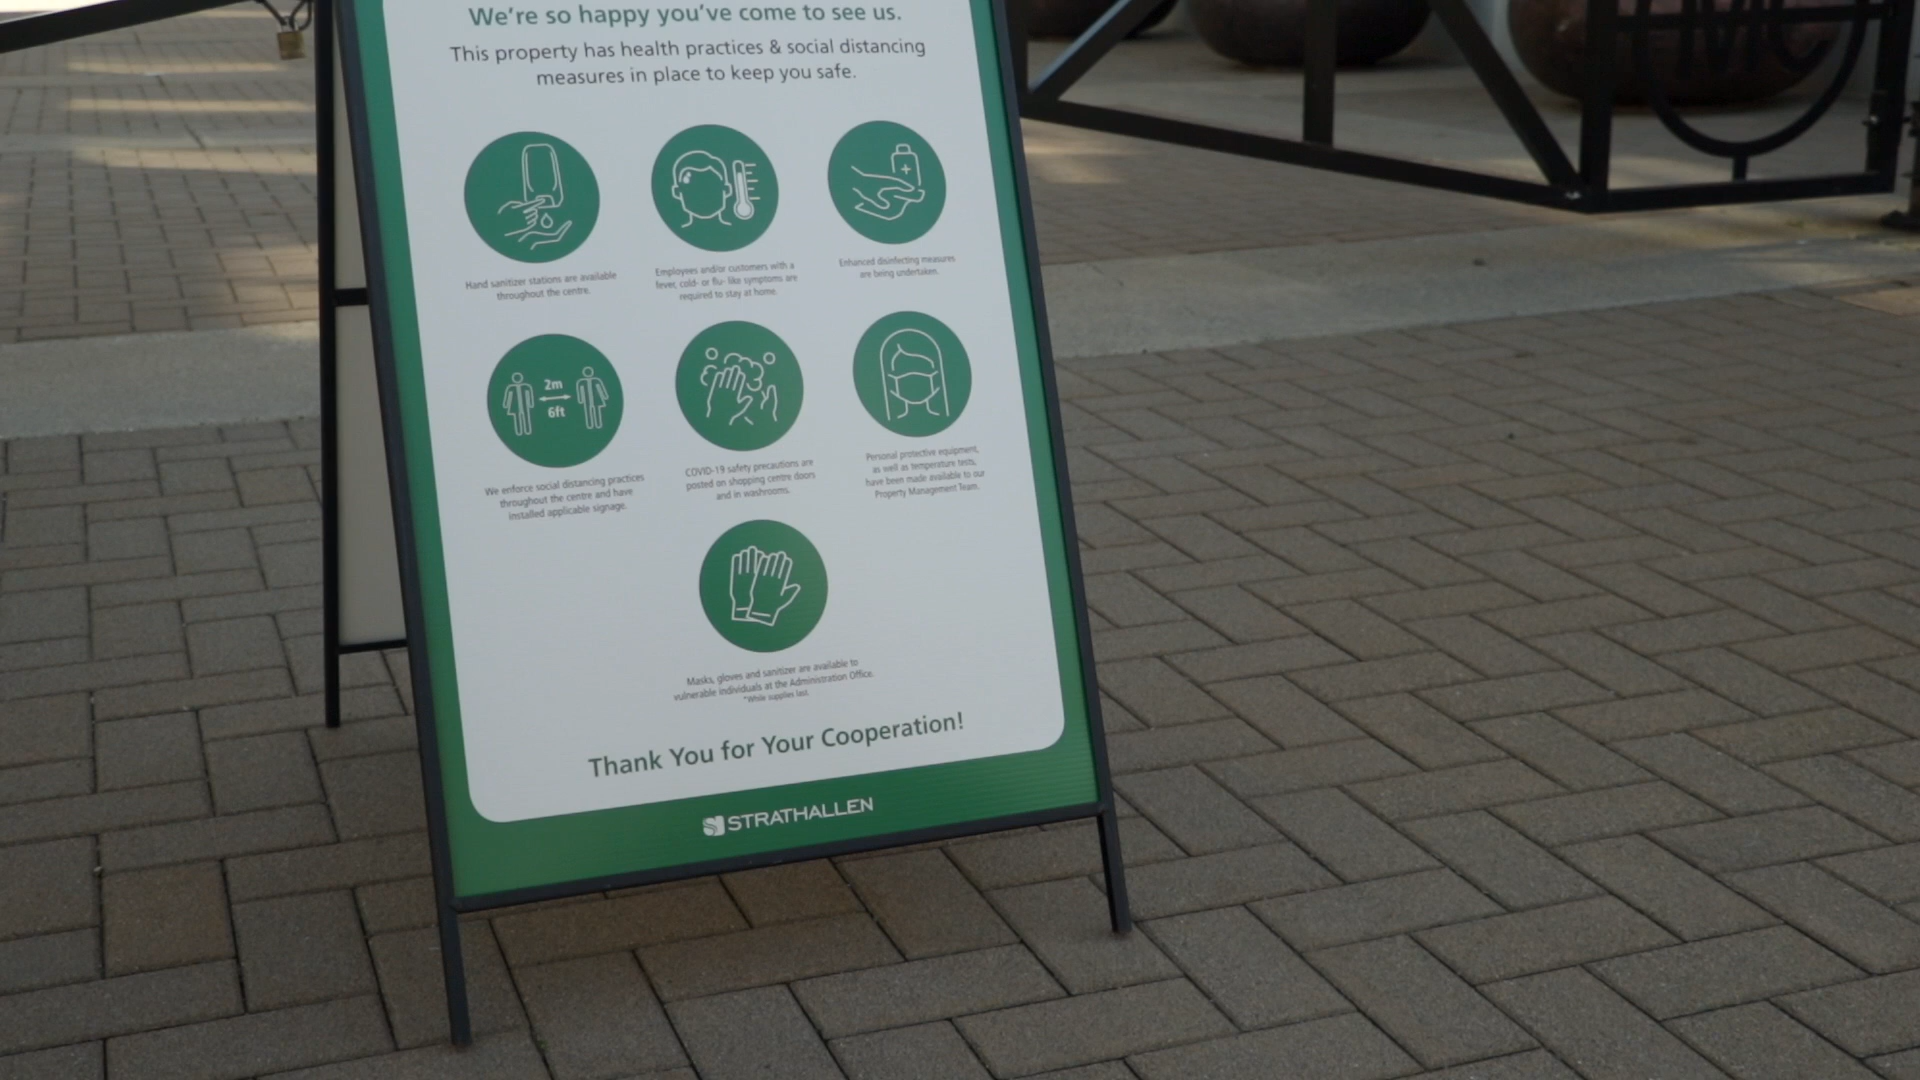 We're so happy you've come to see us.
This property has health practices & social distancing
measures in place to keep you safe.
Hand sanitizer stations are available
throughout the centre.
Employees and/or customers with a
fever, cold- or flu- like symptoms are
required to stay at home.
Enhanced disinfecting measures
are being undertaken.
2m
6ft
We enforce social distancing practices
throughout the centre and have
installed applicable signage.
COVID-19 safety precautions are
posted on shopping centre doors
and in washrooms.
Personal protective equipment,
as well as temperature tests,
have been made available to our
Property Management Team.
Masks, gloves and sanitizer are available to
vulnerable individuals at the Administration Office.
*While supplies last.
Thank You for Your Cooperation!
STRATHALLEN